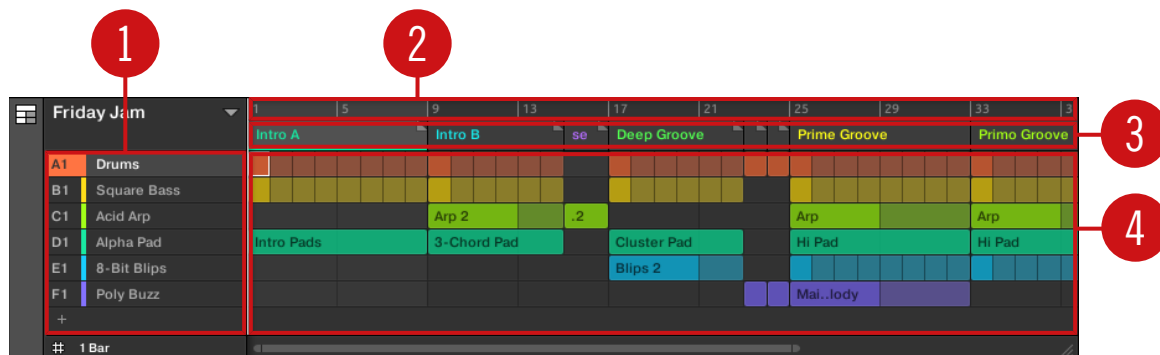 1
2
Friday Jam
1 5 9 13 17 21 25 29 33 3
Intro A Intro B se Deep Groove Prime Groove Primo Groove
3
A1 Drums
B1 Square Bass
C1 Acid Arp Arp 2 .2 Arp Arp
4
D1 Alpha Pad Intro Pads 3-Chord Pad Cluster Pad Hi Pad Hi Pad
E1 8-Bit Blips Blips 2
F1 Poly Buzz Mai..lody
+
1 Bar